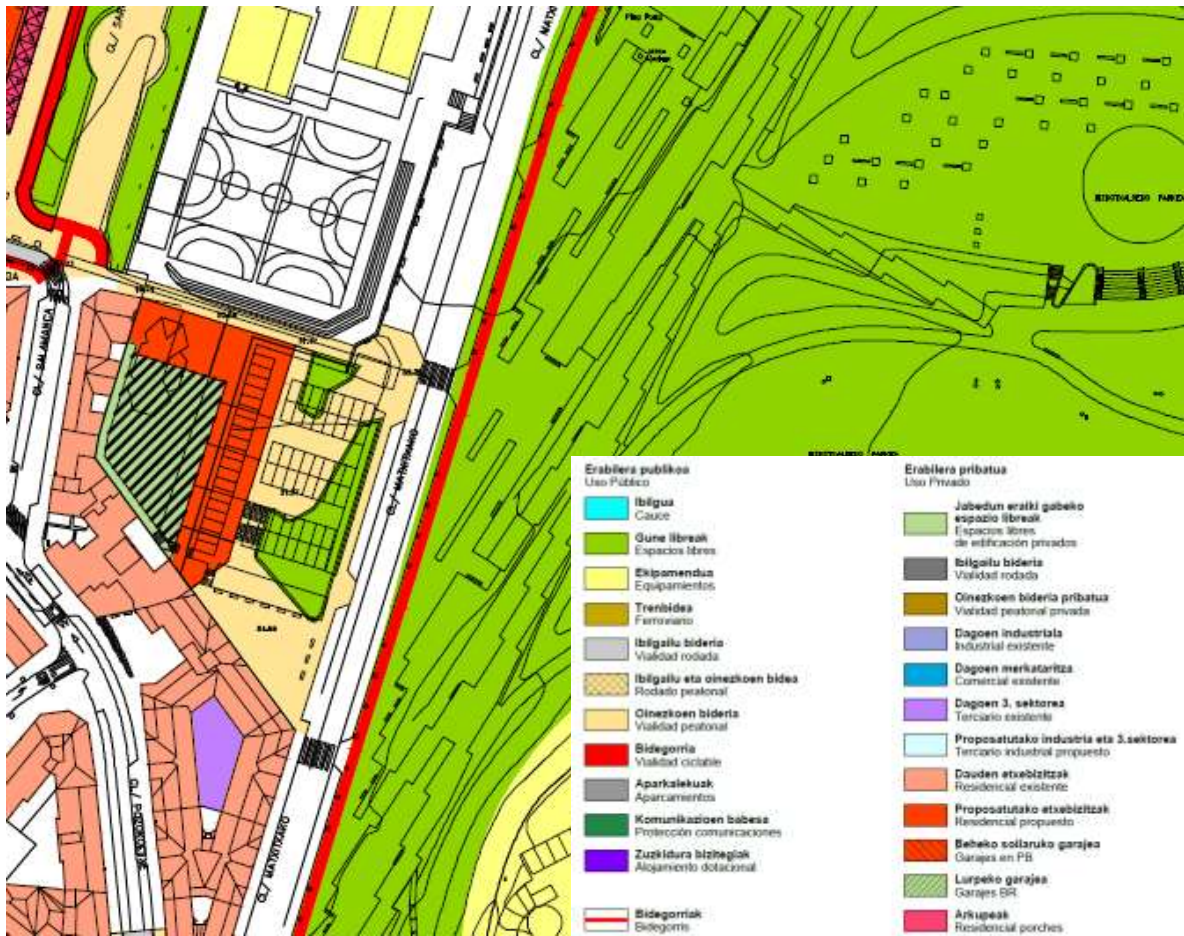 CL/ MATXITXAKO
CL/ SALAMANCA
CL/ MATXITXAKO
CL/ MATXITXAKO
Erabilera publikoa
Uso Público
Ibilgua
Cauce
Gune libreak
Espacios libres
Ekipamendua
Equipamientos
Trenbidea
Ferroviario
Ibilgailu bideria
Vialidad rodada
Ibilgailu eta oinezkoen bidea
Rodado peatonal
Oinezkoen bideria
Vialidad peatonal
Bidegorria
Vialidad ciclable
Aparkalekuak
Aparcamientos
Komunikazioen babesa
Protección comunicaciones
Zuzkidura bizitegiak
Alojamiento dotacional
Bidegorriak
Bidegorris
Erabilera pribatua
Uso Privado
Jabedun eraiki gabeko
espazio libreak
Espacios libres
de edificación privados
Ibilgailu bideria
Vialidad rodada
Oinezkoen bideria pribatua
Vialidad peatonal privada
Dagoen industriala
Industrial existente
Dagoen merkataritza
Comercial existente
Dagoen 3. sektorea
Terciario existente
Proposatutako industria eta 3.sektorea
Terciario industrial propuesto
Dauden etxebizitzak
Residencial existente
Proposatutako etxebizitzak
Residencial propuesto
Beheko soilaruko garajea
Garajes en PB
Lurpeko garajea
Garajes BR
Arkupeak
Residencial porches